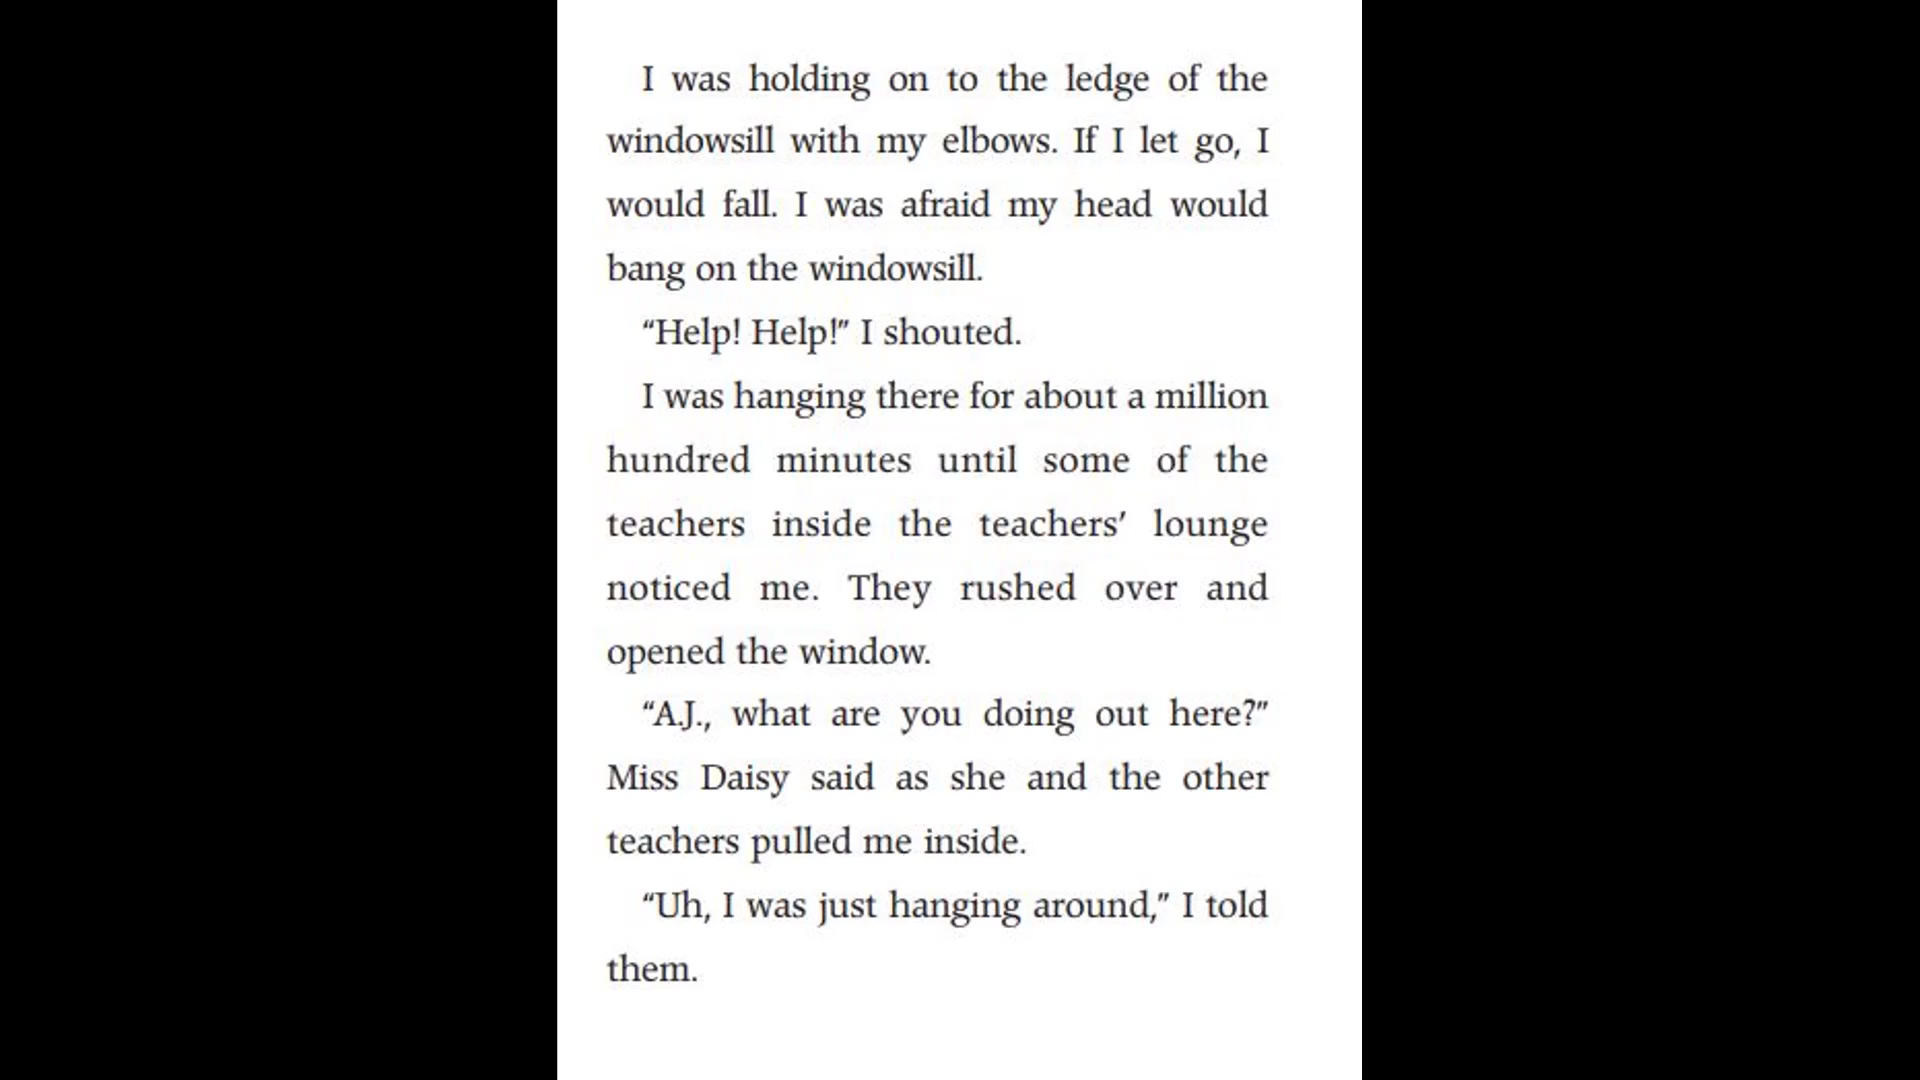 I was holding on to the ledge of the
windowsill with my elbows. If I let go, I
would fall. I was afraid my head would
bang on the windowsill.
“Help! Help!” I shouted.
I was hanging there for about a million
hundred minutes until some of the
teachers inside the teachers’ lounge
noticed me. They rushed over and
opened the window.
“A.J., what are you doing out here?”
Miss Daisy said as she and the other
teachers pulled me inside.
“Uh, I was just hanging around,” I told
them.